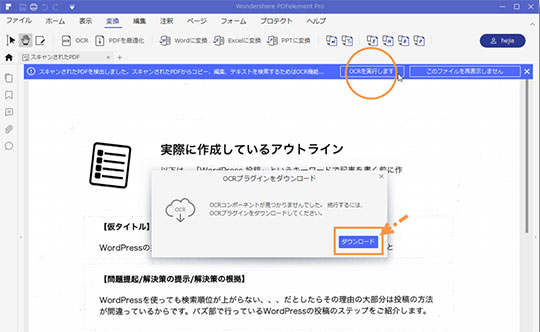 Wondershare PDFelement Pro
ファイル ホーム 表示 変換 編集 注釈 ページ フォーム プロテクト ヘルプ
OCR PDFを最適化 Wordに変換 Excelに変換 PPTに変換 hejia
スキャンされたPDF
スキャンされたPDFを検出しました。スキャンされたPDFからコピー、編集、テキストを検索するためはOCR機能... OCRを実行します このファイルを再表示しません
実際に作成しているアウトライン
以下は、「WordPress 投稿」というキーワードで記事を書く前に作
OCRプラグインをダウンロード
OCR
OCRコンポーネントが見つかりませんでした。続行するには、
OCRプラグインをダウンロードしてください。
ダウンロード
【仮タイトル】
WordPressの
と
【問題提起/解決策の提示/解決策の根拠】
WordPressを使っても検索順位が上がらない、、、だとしたらその理由の大部分は投稿の方法
が間違っているからです。バズ部で行っているWordPressの投稿のステップをご紹介します。